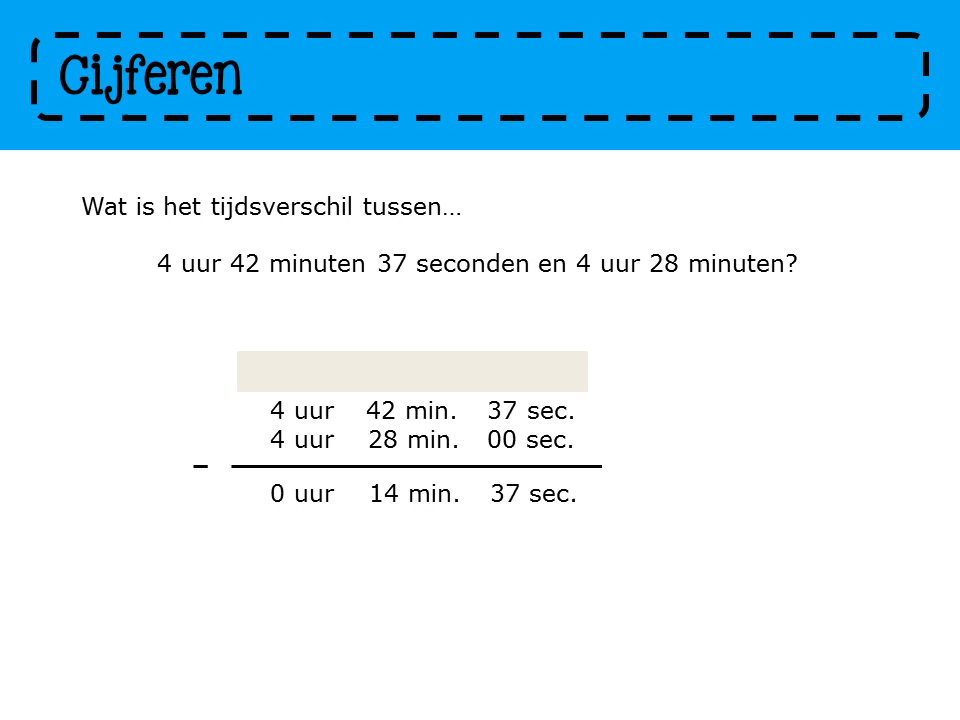 Cijferen
Wat is het tijdsverschil tussen…
4 uur 42 minuten 37 seconden en 4 uur 28 minuten?
4 uur 42 min. 37 sec.
4 uur 28 min. 00 sec.
–
0 uur 14 min. 37 sec.